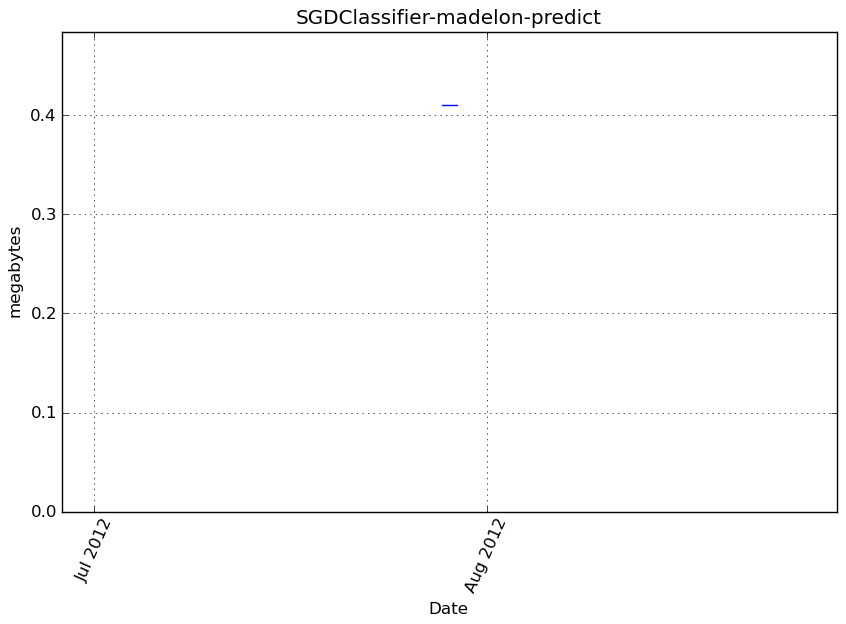 SGDClassifier-madelon-predict
megabytes
0.4
0.3
0.2
0.1
0.0
Jul 2012
Aug 2012
Date